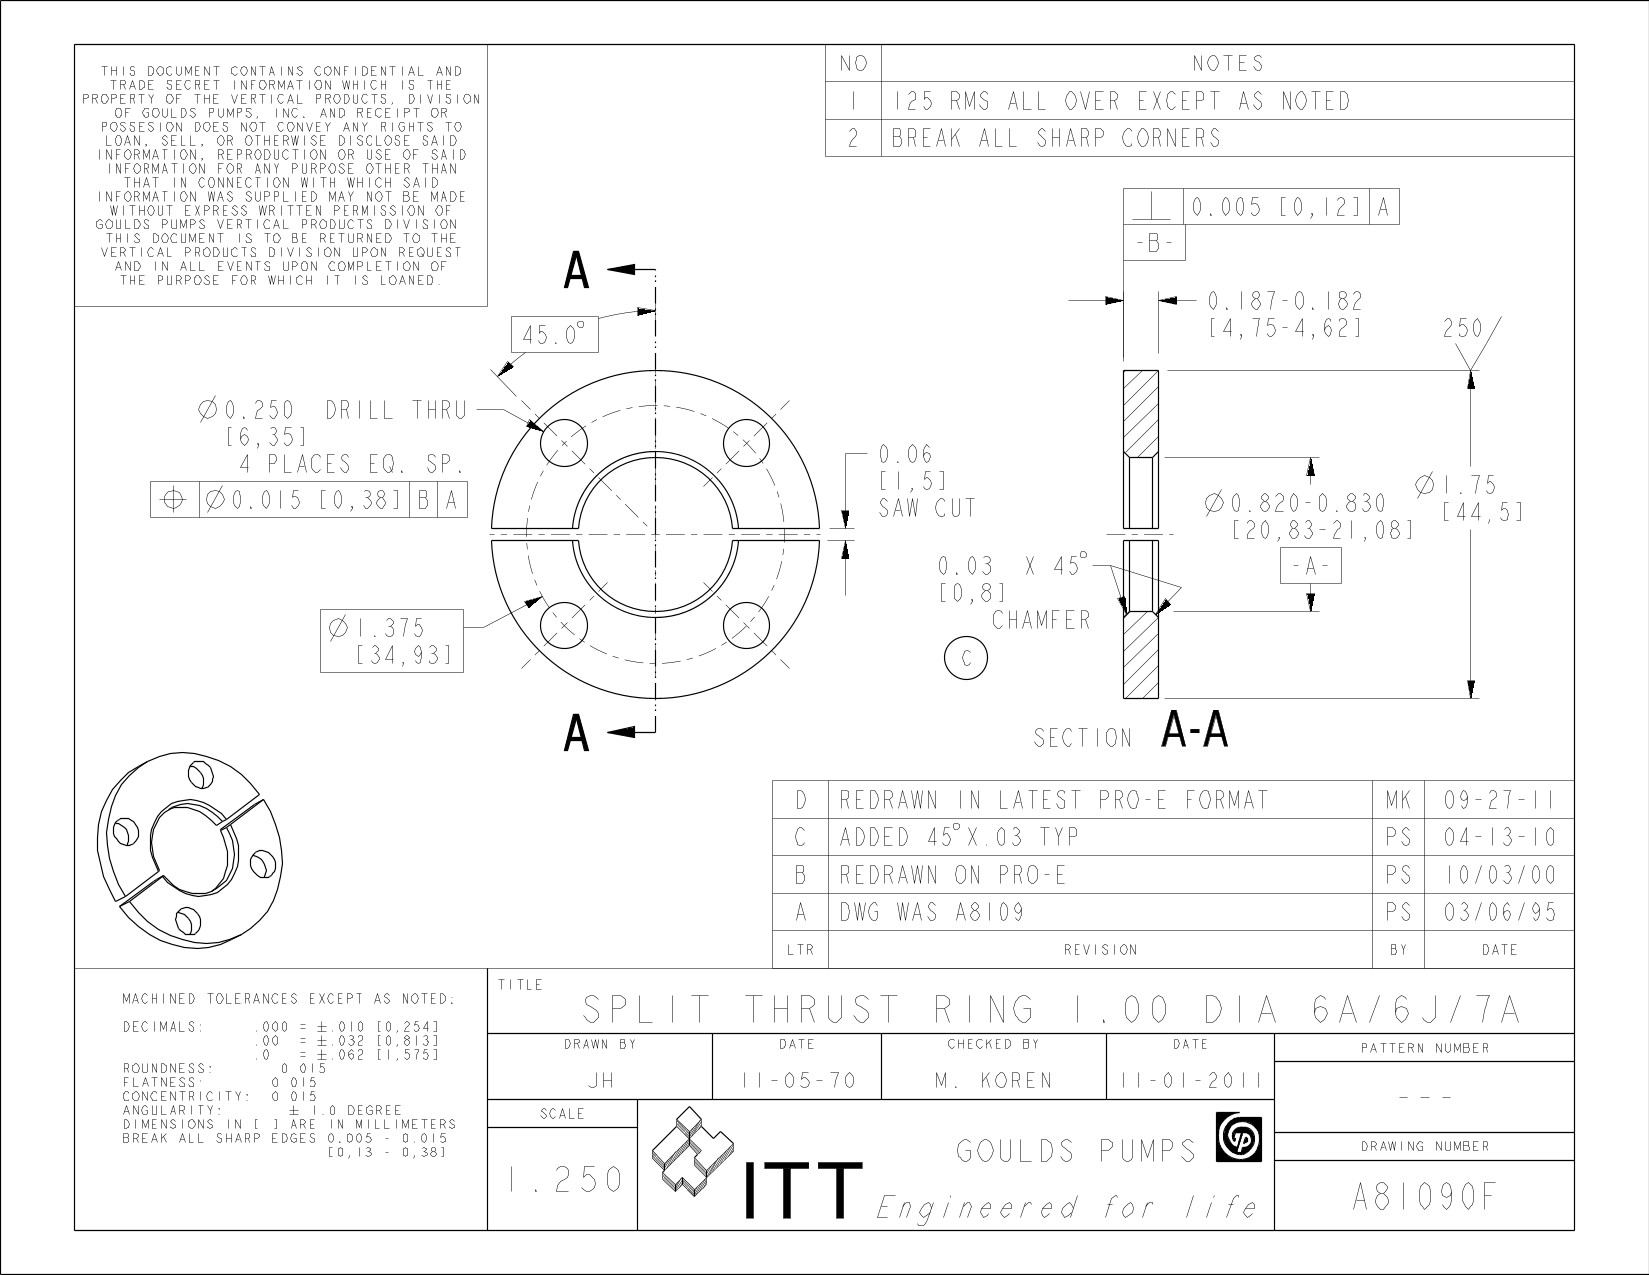 THIS DOCUMENT CONTAINS CONFIDENTIAL AND
TRADE SECRET INFORMATION WHICH IS THE
PROPERTY OF THE VERTICAL PRODUCTS, DIVISION
OF GOULDS PUMPS, INC. AND RECEIPT OR
POSSESION DOES NOT CONVEY ANY RIGHTS TO
LOAN, SELL, OR OTHERWISE DISCLOSE SAID
INFORMATION, REPRODUCTION OR USE OF SAID
INFORMATION FOR ANY PURPOSE OTHER THAN
THAT IN CONNECTION WITH WHICH SAID
INFORMATION WAS SUPPLIED MAY NOT BE MADE
WITHOUT EXPRESS WRITTEN PERMISSION OF
GOULDS PUMPS VERTICAL PRODUCTS DIVISION
THIS DOCUMENT IS TO BE RETURNED TO THE
VERTICAL PRODUCTS DIVISION UPON REQUEST
AND IN ALL EVENTS UPON COMPLETION OF
THE PURPOSE FOR WHICH IT IS LOANED.
NO NOTES
1 125 RMS ALL OVER EXCEPT AS NOTED
2 BREAK ALL SHARP CORNERS
⊥ 0.005 [0,12] A
-B-
0.187-0.182
[4,75-4,62]
250
A
45.0°
Ø0.250 DRILL THRU
[6,35]
4 PLACES EQ. SP.
⌖ Ø0.015 [0,38] B A
0.06
[1,5]
SAW CUT
Ø1.375
[34,93]
A
Ø0.820-0.830
[20,83-21,08]
-A-
Ø1.75
[44,5]
0.03 X 45°
[0,8]
CHAMFER
C
SECTION A-A
D REDRAWN IN LATEST PRO-E FORMAT MK 09-27-11
C ADDED 45°X.03 TYP PS 04-13-10
B REDRAWN ON PRO-E PS 10/03/00
A DWG WAS A8109 PS 03/06/95
LTR REVISION BY DATE
MACHINED TOLERANCES EXCEPT AS NOTED:
DECIMALS: .000 = ±.010 [0,254]
.00 = ±.032 [0,813]
.0 = ±.062 [1,575]
ROUNDNESS: 0.015
FLATNESS: 0.015
CONCENTRICITY: 0.015
ANGULARITY: ± 1.0 DEGREE
DIMENSIONS IN [ ] ARE IN MILLIMETERS
BREAK ALL SHARP EDGES 0.005 - 0.015
[0,13 - 0,38]
TITLE
SPLIT THRUST RING 1.00 DIA 6A/6J/7A
DRAWN BY DATE CHECKED BY DATE
JH 11-05-70 M. KOREN 11-01-2011
PATTERN NUMBER
---
SCALE
1.250
ITT
GOULDS PUMPS
Engineered for life
DRAWING NUMBER
A81090F